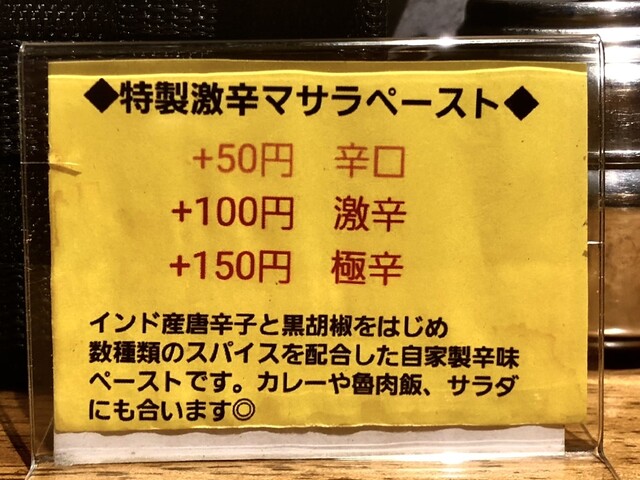 ◆特製激辛マサラペースト◆
+50円 辛口
+100円 激辛
+150円 極辛
インド産唐辛子と黒胡椒をはじめ
数種類のスパイスを配合した自家製辛味
ペーストです。カレーや魯肉飯、サラダ
にも合います◎